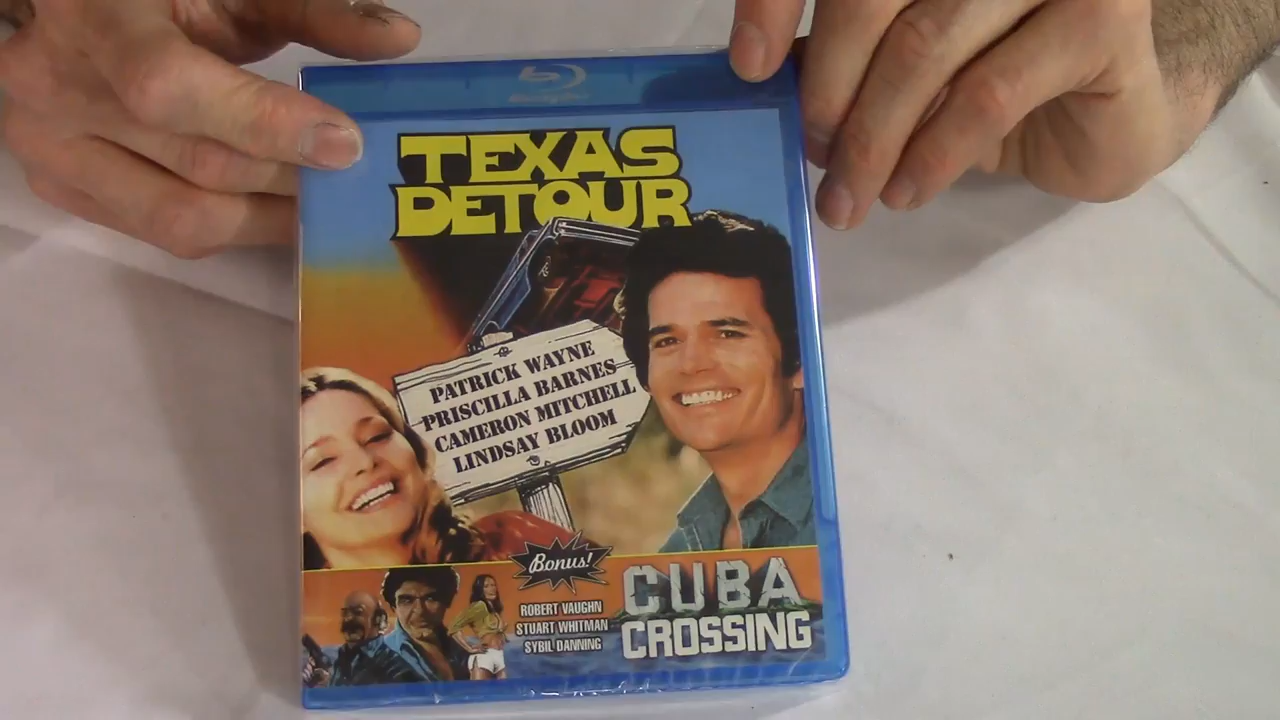 TEXAS
DETOUR
PATRICK WAYNE
PRISCILLA BARNES
CAMERON MITCHELL
LINDSAY BLOOM
Bonus!
ROBERT VAUGHN
STUART WHITMAN
SYBIL DANNING
CUBA
CROSSING